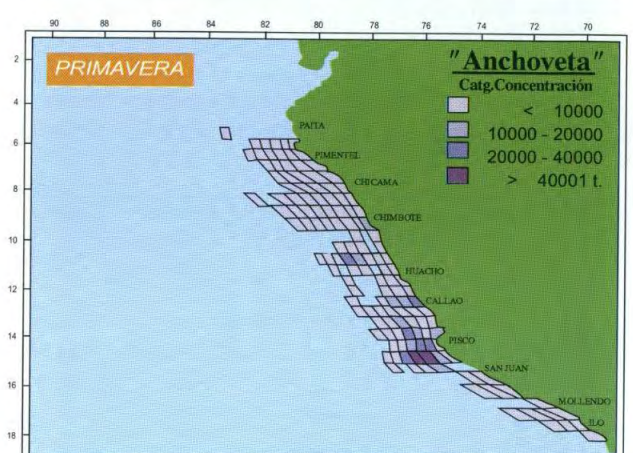 90 88 86 84 82 80 78 76 74 72 70
PRIMAVERA
"Anchoveta"
Catg.Concentración
< 10000
10000 - 20000
20000 - 40000
> 40001 t.
2
4
6
8
10
12
14
16
18
PAITA
PIMENTEL
CHICAMA
CHIMBOTE
HUACHO
CALLAO
PISCO
SAN JUAN
MOLLENDO
ILO